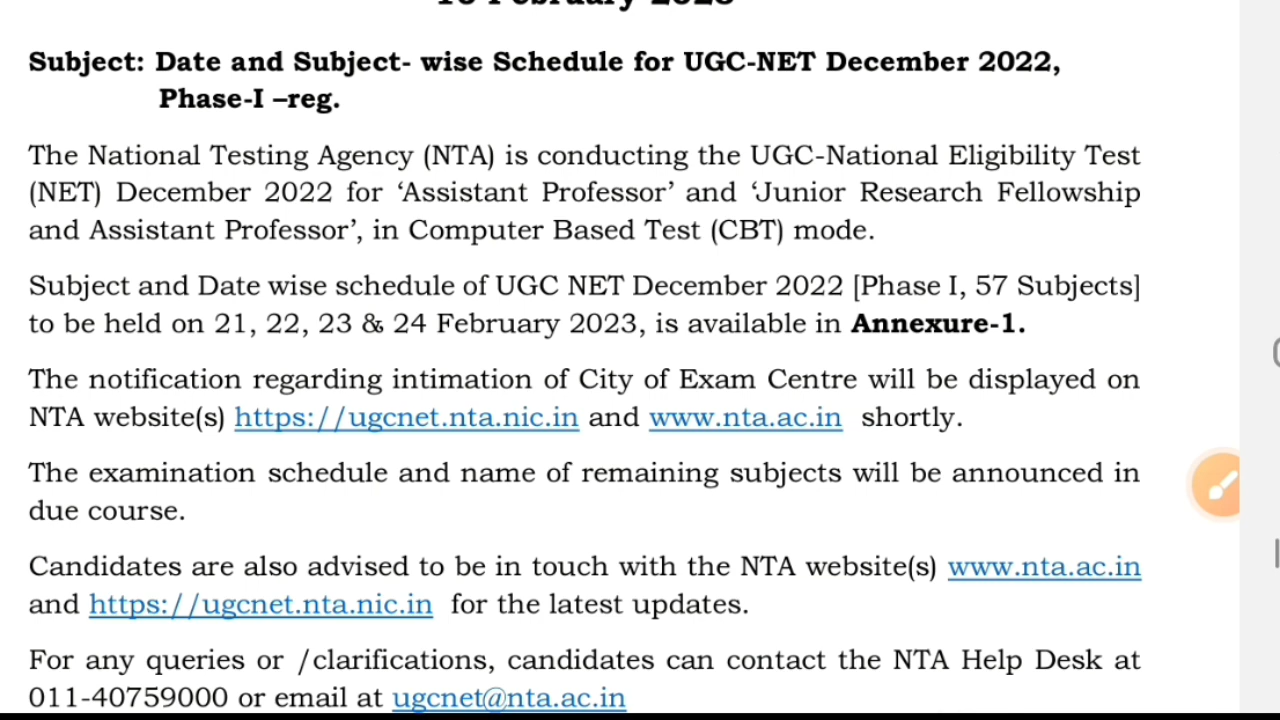 February
Subject: Date and Subject- wise Schedule for UGC-NET December 2022,
Phase-I –reg.
The National Testing Agency (NTA) is conducting the UGC-National Eligibility Test
(NET) December 2022 for ‘Assistant Professor’ and ‘Junior Research Fellowship
and Assistant Professor’, in Computer Based Test (CBT) mode.
Subject and Date wise schedule of UGC NET December 2022 [Phase I, 57 Subjects]
to be held on 21, 22, 23 & 24 February 2023, is available in Annexure-1.
The notification regarding intimation of City of Exam Centre will be displayed on
NTA website(s) https://ugcnet.nta.nic.in and www.nta.ac.in shortly.
The examination schedule and name of remaining subjects will be announced in
due course.
Candidates are also advised to be in touch with the NTA website(s) www.nta.ac.in
and https://ugcnet.nta.nic.in for the latest updates.
For any queries or /clarifications, candidates can contact the NTA Help Desk at
011-40759000 or email at ugcnet@nta.ac.in